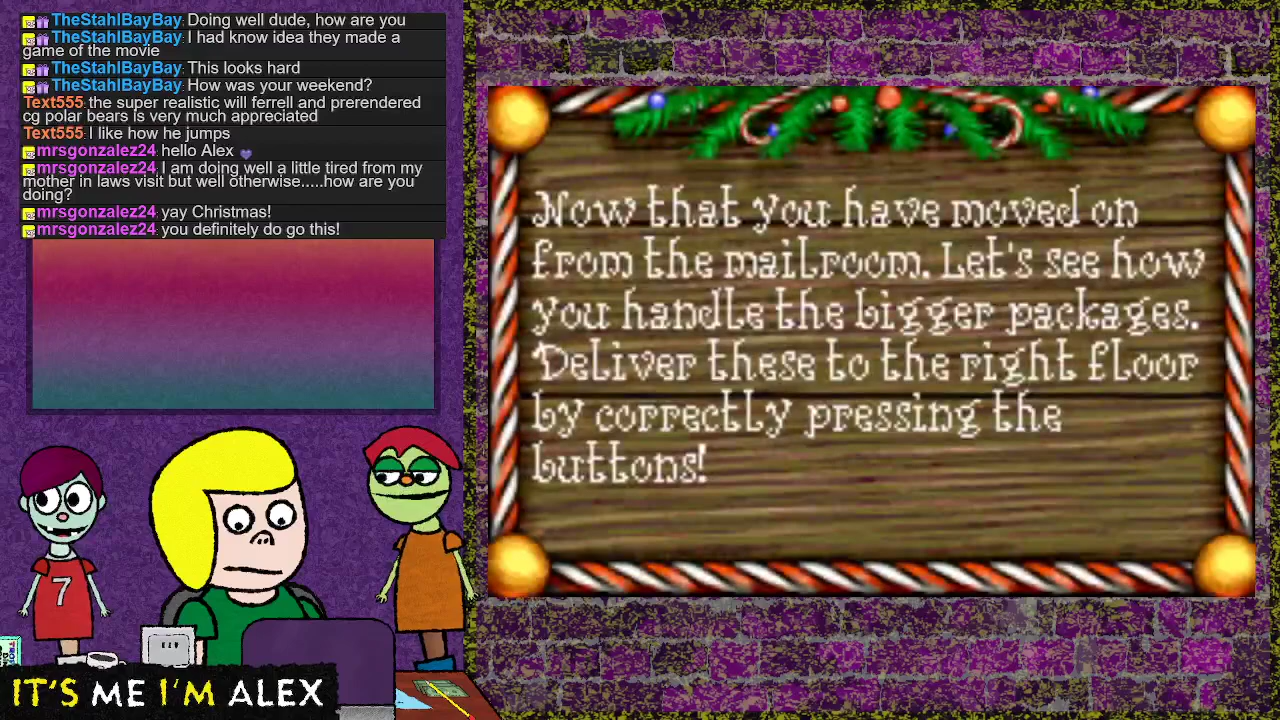 TheStahlBayBay: Doing well dude, how are you
TheStahlBayBay: I had know idea they made a
game of the movie
TheStahlBayBay: This looks hard
TheStahlBayBay: How was your weekend?
Text555: the super realistic will ferrell and prerendered
cg polar bears is very much appreciated
Text555: I like how he jumps
mrsgonzalez24: hello Alex
mrsgonzalez24: I am doing well a little tired from my
mother in laws visit but well otherwise.....how are you
doing?
mrsgonzalez24: yay Christmas!
mrsgonzalez24: you definitely do go this!
Now that you have moved on
from the mailroom. Let's see how
you handle the bigger packages.
Deliver these to the right floor
by correctly pressing the
buttons!
7
IT'S ME I'M ALEX